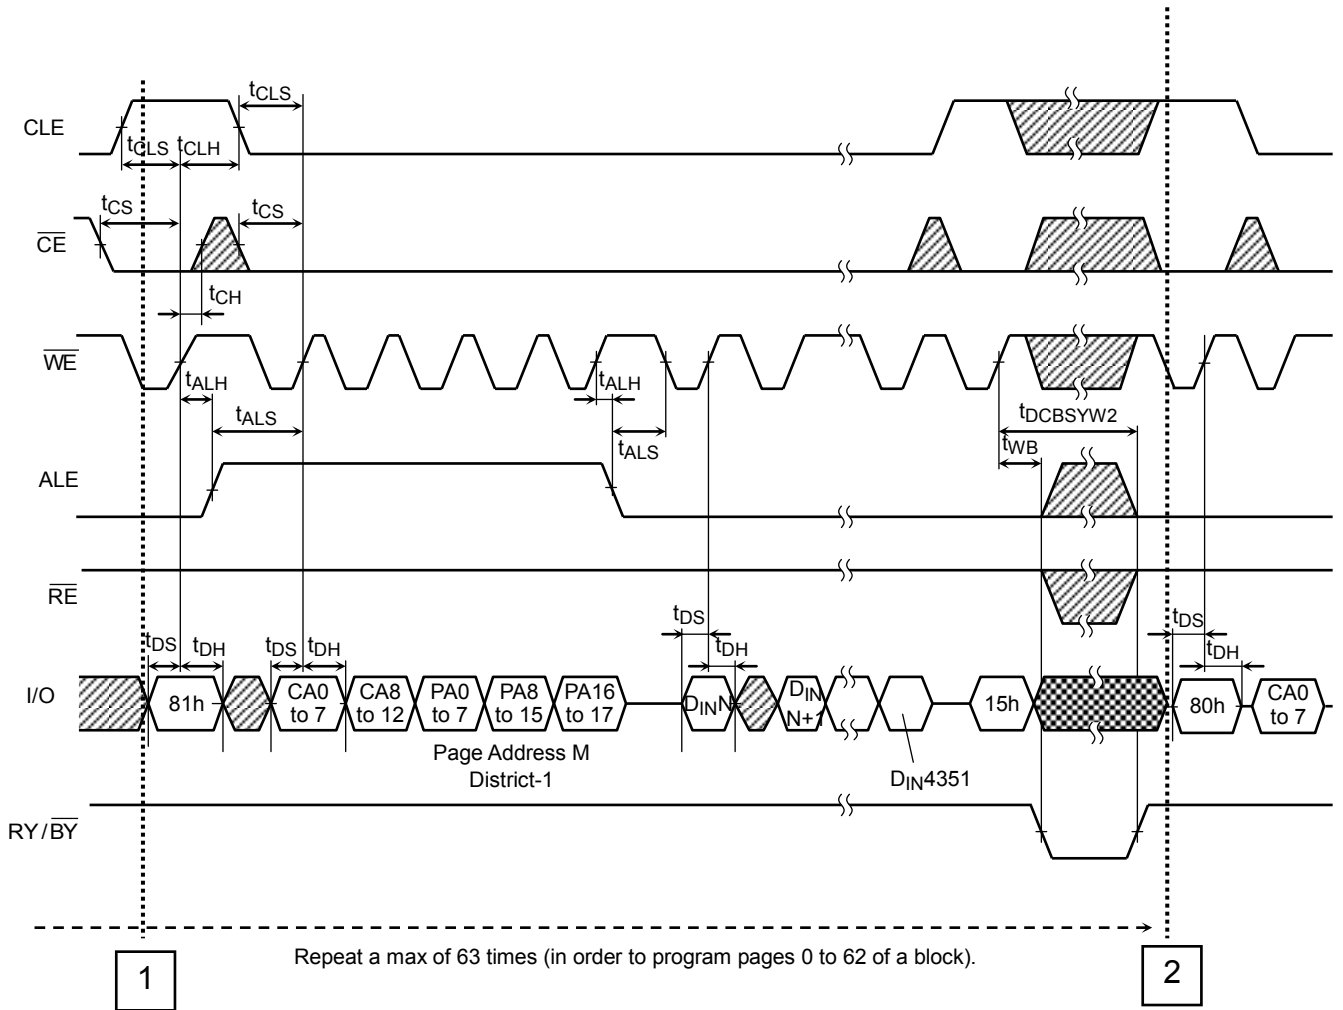 tCLS
CLE
tCLS tCLH
tCS tCS
CE
tCH
WE
tALH tALH
tDCBSYW2
tALS
tWB
tALS
ALE
RE
tDS tDS
tDS tDH tDS tDH tDH tDH
I/O
81h
CA0 to 7
CA8 to 12
PA0 to 7
PA8 to 15
PA16 to 17
DINN
DIN N+1
15h
80h
CA0 to 7
Page Address M
District-1
DIN4351
RY/BY
Repeat a max of 63 times (in order to program pages 0 to 62 of a block).
1
2